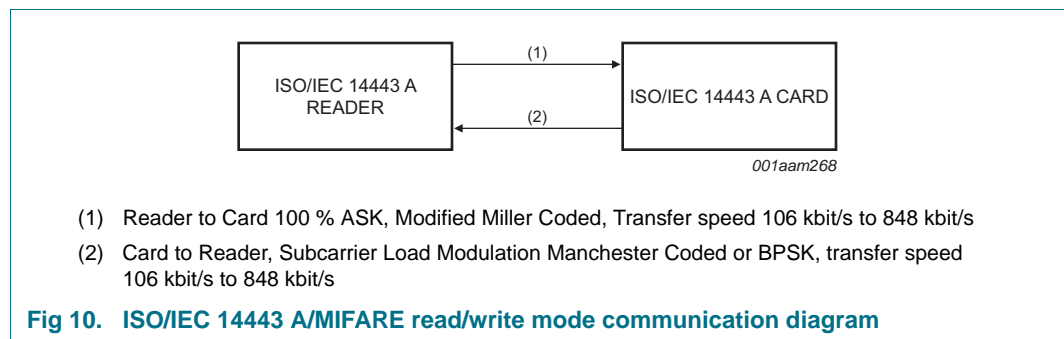 (1)
ISO/IEC 14443 A
READER
ISO/IEC 14443 A CARD
(2)
001aam268
(1) Reader to Card 100 % ASK, Modified Miller Coded, Transfer speed 106 kbit/s to 848 kbit/s
(2) Card to Reader, Subcarrier Load Modulation Manchester Coded or BPSK, transfer speed
106 kbit/s to 848 kbit/s
Fig 10. ISO/IEC 14443 A/MIFARE read/write mode communication diagram